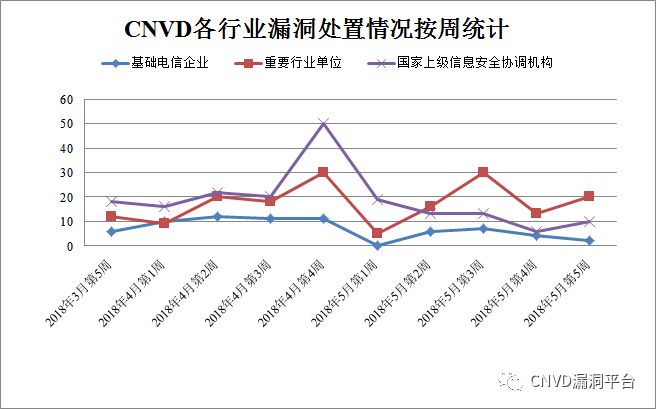 CNVD各行业漏洞处置情况按周统计
基础电信企业 重要行业单位 国家上级信息安全协调机构
60
50
40
30
20
10
0
2018年3月第5周
2018年4月第1周
2018年4月第2周
2018年4月第3周
2018年4月第4周
2018年5月第1周
2018年5月第2周
2018年5月第3周
2018年5月第4周
2018年5月第5周
CNVD漏洞平台